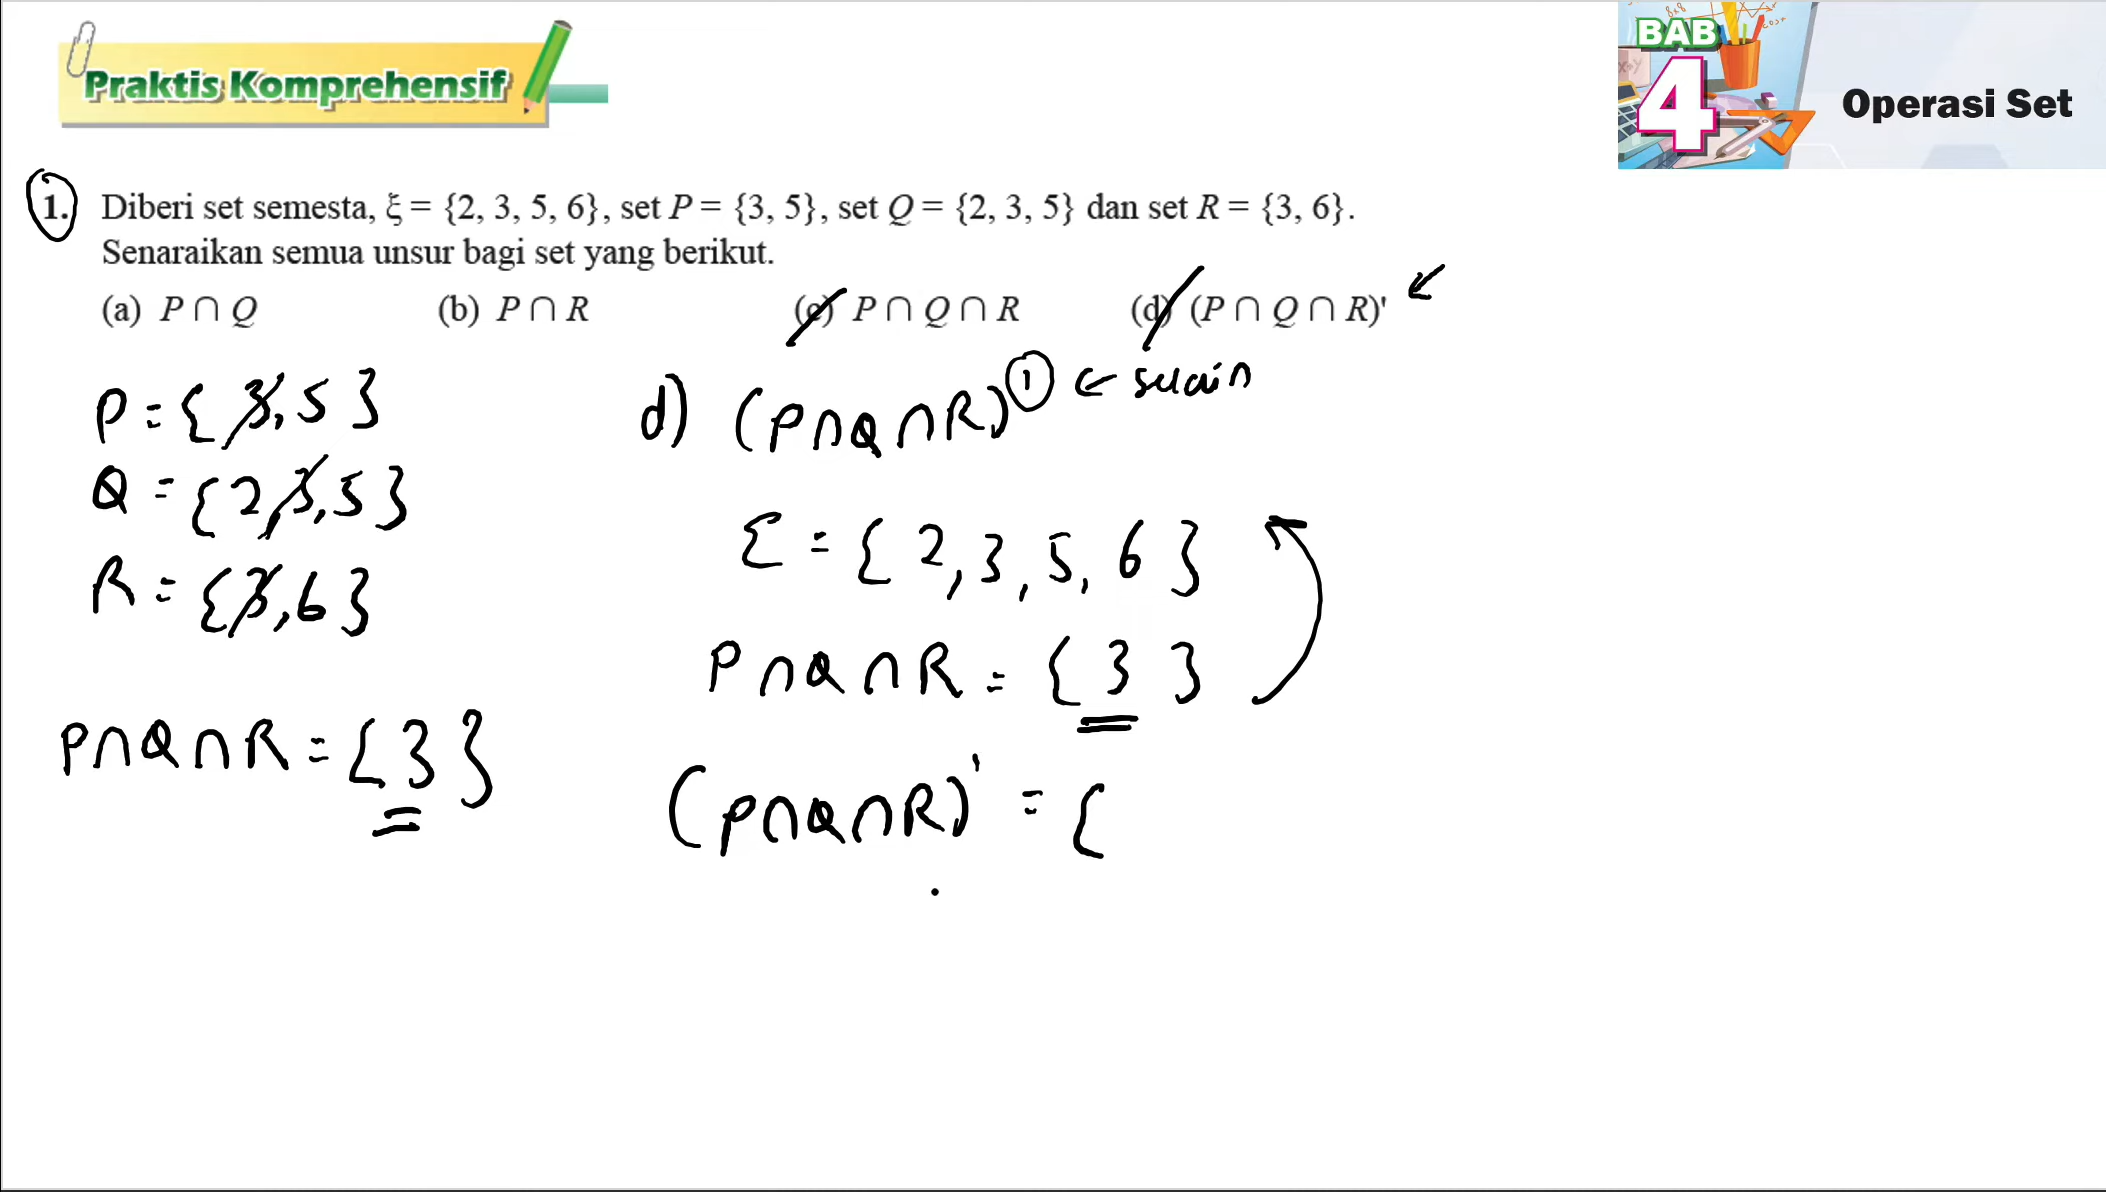 Praktis Komprehensif
BAB 4 Operasi Set
1. Diberi set semesta, ξ = {2, 3, 5, 6}, set P = {3, 5}, set Q = {2, 3, 5} dan set R = {3, 6}.
Senaraikan semua unsur bagi set yang berikut.
(a) P ∩ Q (b) P ∩ R (c) P ∩ Q ∩ R (d) (P ∩ Q ∩ R)'
P = { 3, 5 }
Q = { 2, 3, 5 }
R = { 3, 6 }
P ∩ Q ∩ R = { 3 }
d) (P ∩ Q ∩ R)' ← selain
ξ = { 2, 3, 5, 6 }
P ∩ Q ∩ R = { 3 }
(P ∩ Q ∩ R)' = {